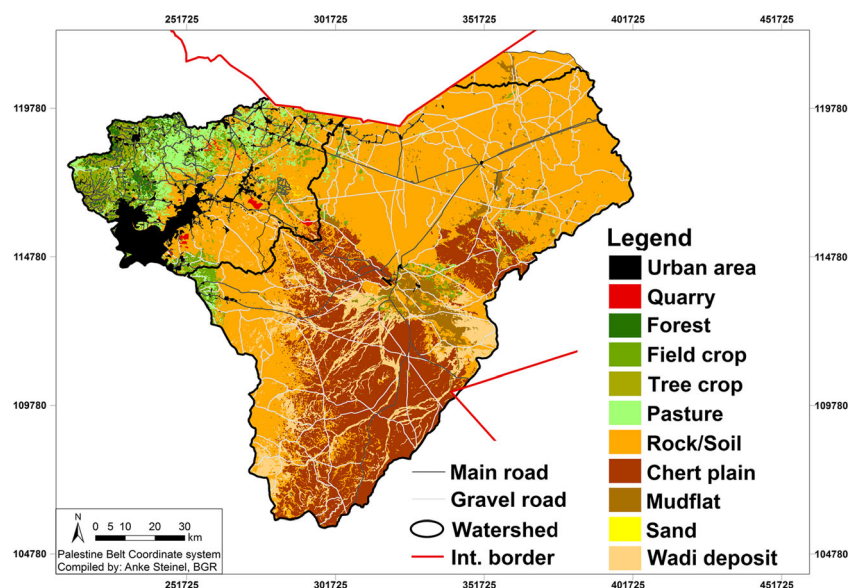 251725 301725 351725 401725 451725
119780 119780
114780 114780
109780 109780
104780 104780
Legend
Urban area
Quarry
Forest
Field crop
Tree crop
Pasture
Rock/Soil
Chert plain
Mudflat
Sand
Wadi deposit
Main road
Gravel road
Watershed
Int. border
N
0 5 10 20 30
km
Palestine Belt Coordinate system
Compiled by: Anke Steinel, BGR
251725 301725 351725 401725 451725